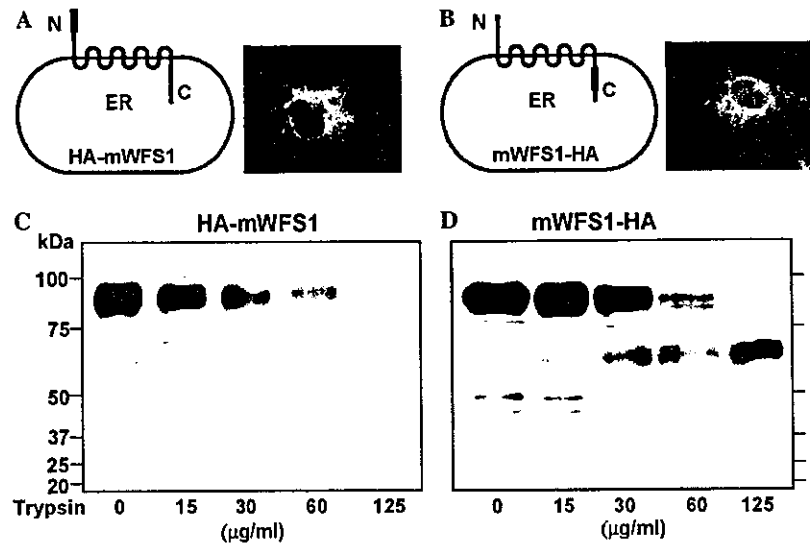 A
N
ER
C
HA-mWFS1
B
N
ER
C
mWFS1-HA
C
HA-mWFS1
kDa
100
75
50
37
25
20
Trypsin 0 15 30 60 125
(μg/ml)
D
mWFS1-HA
0 15 30 60 125
(μg/ml)